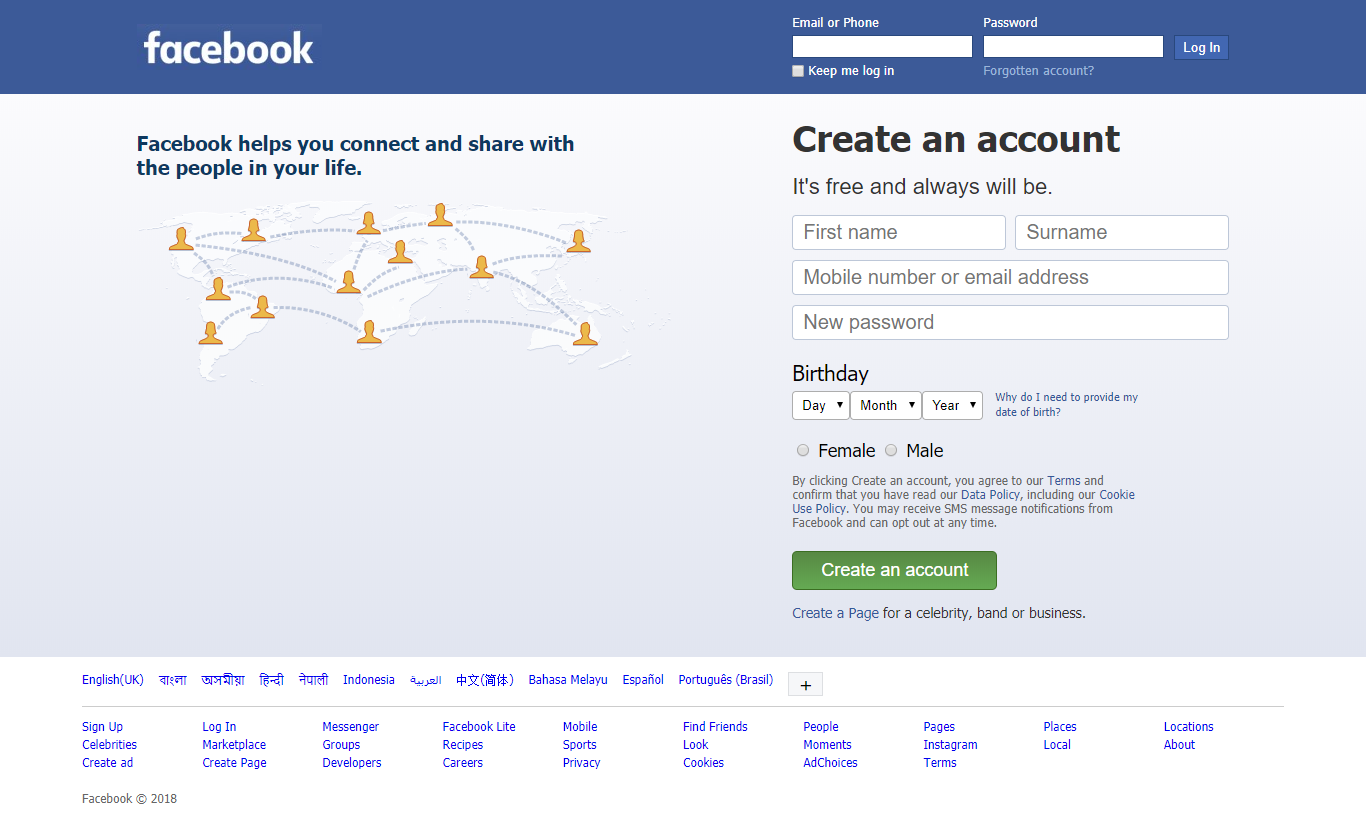 facebook
Email or Phone
Password
Log In
Keep me log in
Forgotten account?
Facebook helps you connect and share with
the people in your life.
Create an account
It's free and always will be.
First name
Surname
Mobile number or email address
New password
Birthday
Day
Month
Year
Why do I need to provide my
date of birth?
Female
Male
By clicking Create an account, you agree to our Terms and
confirm that you have read our Data Policy, including our Cookie
Use Policy. You may receive SMS message notifications from
Facebook and can opt out at any time.
Create an account
Create a Page for a celebrity, band or business.
English(UK) বাংলা অসমীয়া हिन्दी नेपाली Indonesia العربية 中文(简体) Bahasa Melayu Español Português (Brasil) +
Sign Up Log In Messenger Facebook Lite Mobile Find Friends People Pages Places Locations
Celebrities Marketplace Groups Recipes Sports Look Moments Instagram Local About
Create ad Create Page Developers Careers Privacy Cookies AdChoices Terms
Facebook © 2018